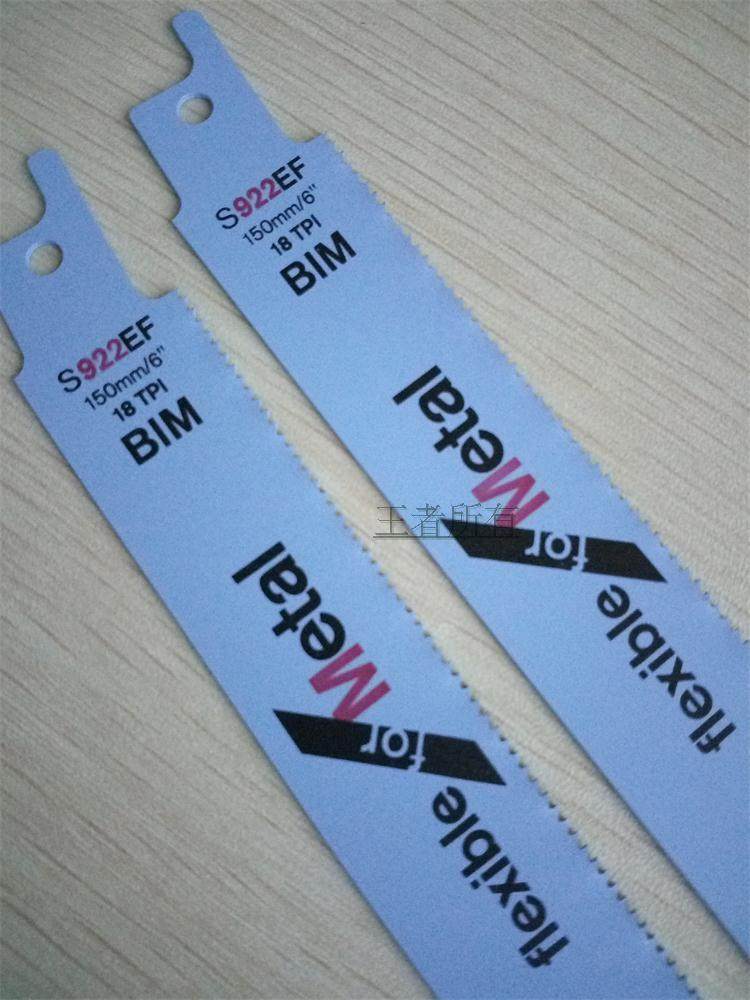 S922EF
150mm/6"
18 TPI
BIM
flexible
for
Metal
S922EF
150mm/6"
18 TPI
BIM
flexible
for
Metal
王者所有